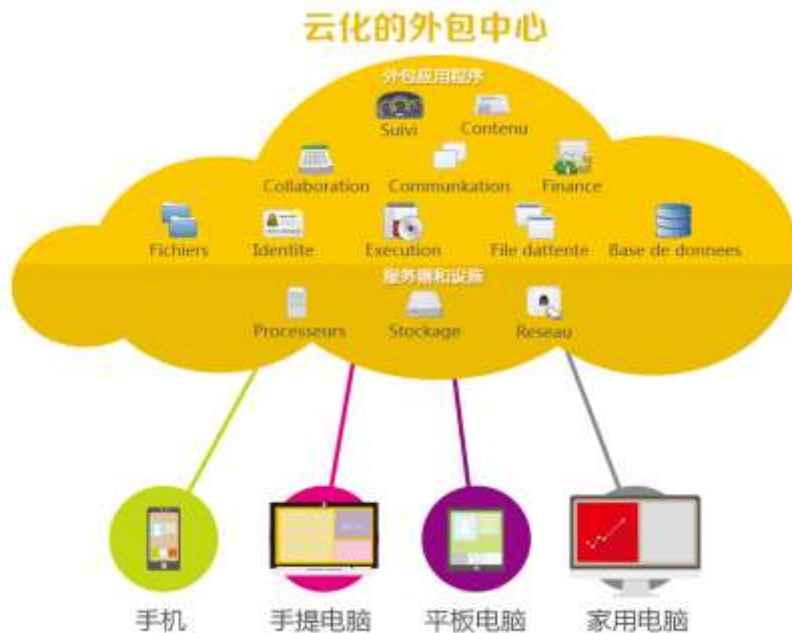 云化的外包中心
外包应用程序
Suivi Contenu
Collaboration Communkation Finance
Fichiers Identite Execution File dattente Base de donnees
服务器和设施
Processeurs Stockage Reseau
手机 手提电脑 平板电脑 家用电脑